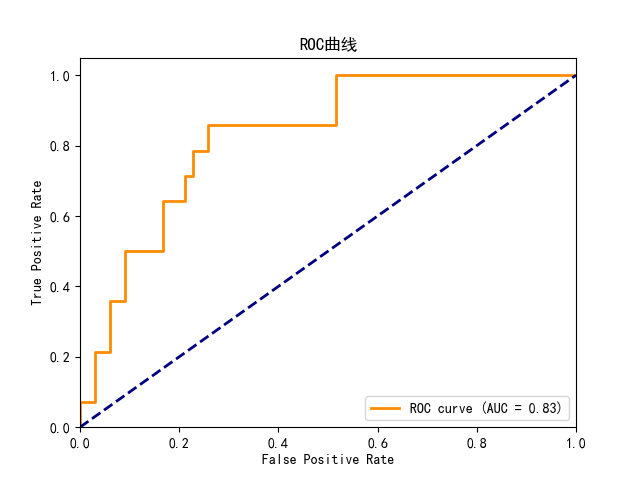 ROC曲线
True Positive Rate
1.0
0.8
0.6
0.4
0.2
0.0
ROC curve (AUC = 0.83)
0.0 0.2 0.4 0.6 0.8 1.0
False Positive Rate